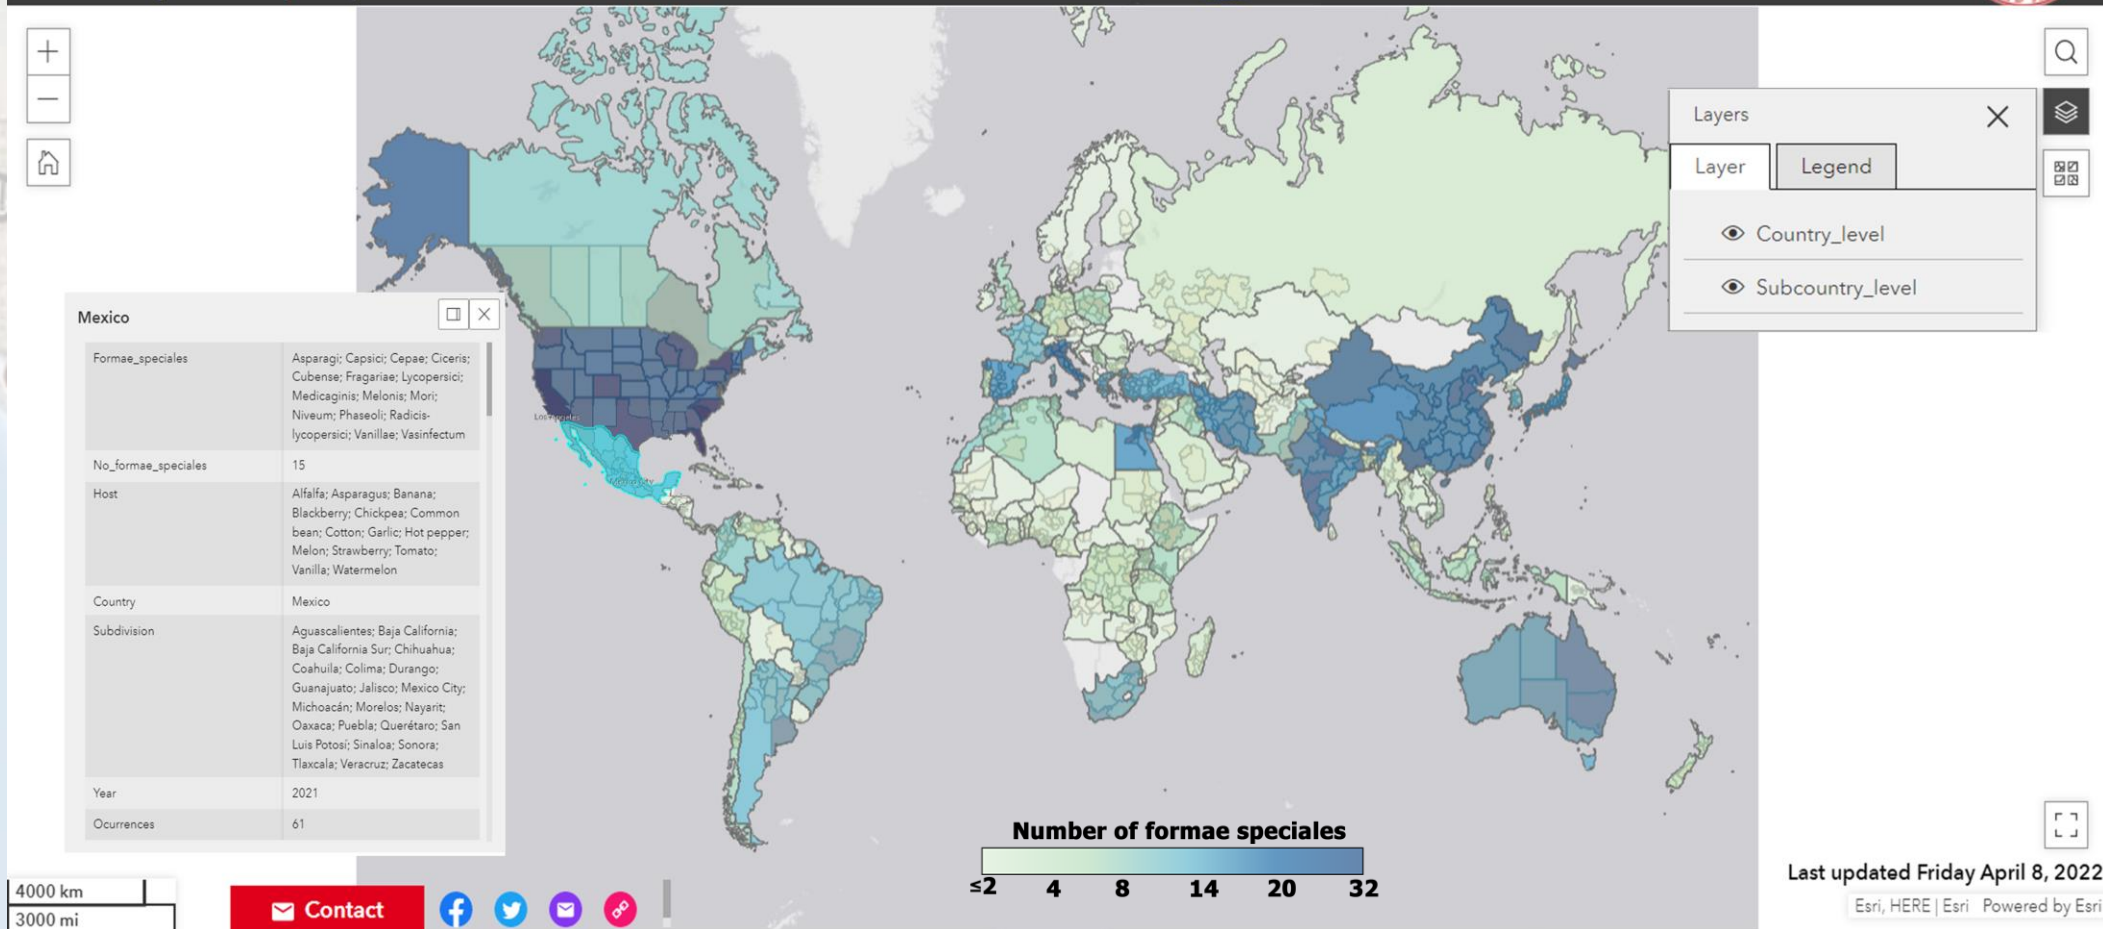 Mexico
Formae_speciales
Asparagi; Capsici; Cepae; Ciceris;
Cubense; Fragariae; Lycopersici;
Medicaginis; Melonis; Mori;
Niveum; Phaseoli; Radicis-
lycopersici; Vanillae; Vasinfectum
No_formae_speciales
15
Host
Alfalfa; Asparagus; Banana;
Blackberry; Chickpea; Common
bean; Cotton; Garlic; Hot pepper;
Melon; Strawberry; Tomato;
Vanilla; Watermelon
Country
Mexico
Subdivision
Aguascalientes; Baja California;
Baja California Sur; Chihuahua;
Coahuila; Colima; Durango;
Guanajuato; Jalisco; Mexico City;
Michoacán; Morelos; Nayarit;
Oaxaca; Puebla; Querétaro; San
Luis Potosí; Sinaloa; Sonora;
Tlaxcala; Veracruz; Zacatecas
Year
2021
Ocurrences
61
Layers
Layer
Legend
Country_level
Subcountry_level
Number of formae speciales
≤2 4 8 14 20 32
4000 km
3000 mi
Contact
Last updated Friday April 8, 2022
Esri, HERE | Esri Powered by Esri